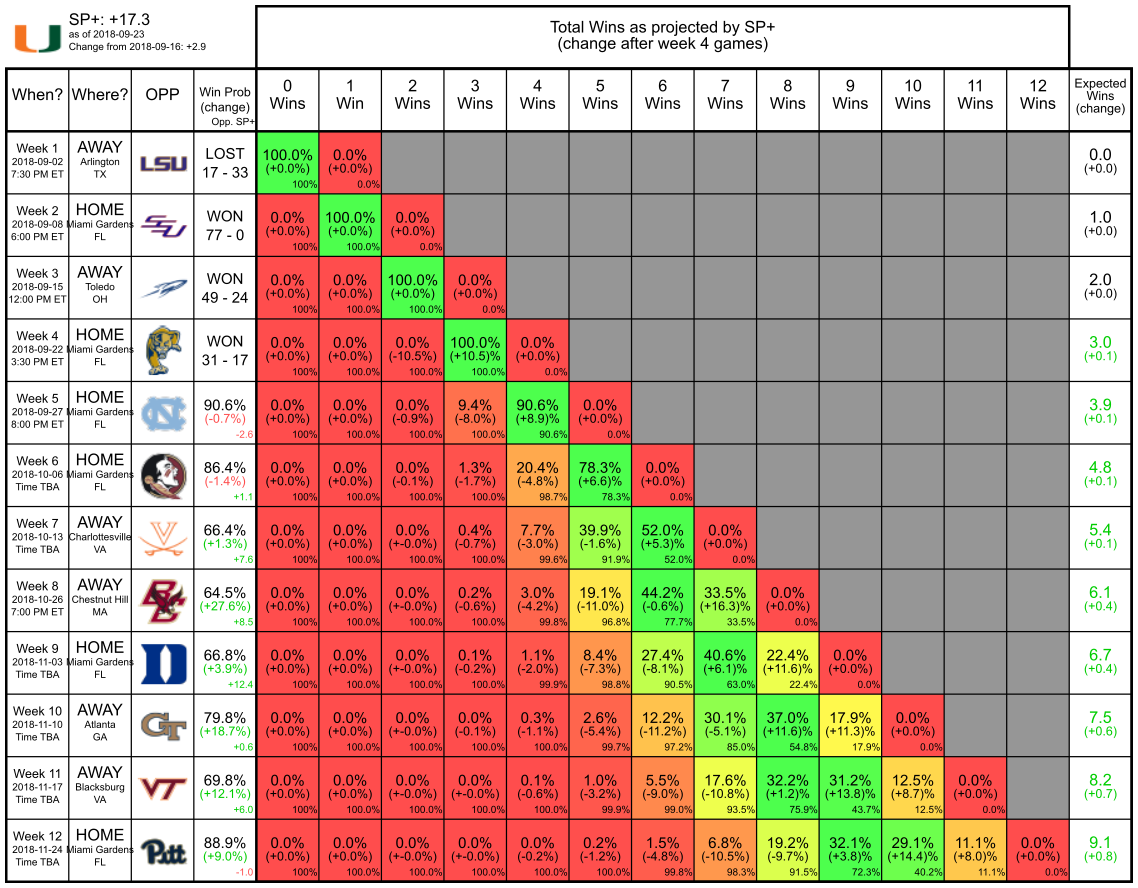 SP+: +17.3
as of 2018-09-23
Change from 2018-09-16: +2.9
Total Wins as projected by SP+
(change after week 4 games)
When? Where? OPP Win Prob (change) Opp. SP+ 0 Wins 1 Win 2 Wins 3 Wins 4 Wins 5 Wins 6 Wins 7 Wins 8 Wins 9 Wins 10 Wins 11 Wins 12 Wins Expected Wins (change)
Week 1 AWAY LOST 100.0% 0.0% 0.0
2018-09-02 Arlington LSU 17 - 33 (+0.0%) (+0.0%) (+0.0)
7:30 PM ET TX 100% 0.0%
Week 2 HOME WON 0.0% 100.0% 0.0% 1.0
2018-09-08 Miami Gardens SFSU 77 - 0 (+0.0%) (+0.0%) (+0.0%) (+0.0)
6:00 PM ET FL 100% 100.0% 0.0%
Week 3 AWAY WON 0.0% 0.0% 100.0% 0.0% 2.0
2018-09-15 Toledo 49 - 24 (+0.0%) (+0.0%) (+0.0%) (+0.0%) (+0.0)
12:00 PM ET OH 100% 100.0% 100.0% 0.0%
Week 4 HOME WON 0.0% 0.0% 0.0% 100.0% 0.0% 3.0
2018-09-22 Miami Gardens 31 - 17 (+0.0%) (+0.0%) (-10.5%) (+10.5)% (+0.0%) (+0.1)
3:30 PM ET FL 100% 100.0% 100.0% 100.0% 0.0%
Week 5 HOME 90.6% 0.0% 0.0% 0.0% 9.4% 90.6% 0.0% 3.9
2018-09-27 Miami Gardens NC (-0.7%) (+0.0%) (+0.0%) (-0.9%) (-8.0%) (+8.9)% (+0.0%) (+0.1)
8:00 PM ET FL -2.6 100% 100.0% 100.0% 100.0% 90.6% 0.0%
Week 6 HOME 86.4% 0.0% 0.0% 0.0% 1.3% 20.4% 78.3% 0.0% 4.8
2018-10-06 Miami Gardens (-1.4%) (+0.0%) (+0.0%) (-0.1%) (-1.7%) (-4.8%) (+6.6)% (+0.0%) (+0.1)
Time TBA FL +1.1 100% 100.0% 100.0% 100.0% 98.7% 78.3% 0.0%
Week 7 AWAY 66.4% 0.0% 0.0% 0.0% 0.4% 7.7% 39.9% 52.0% 0.0% 5.4
2018-10-13 Charlottesville V (+1.3%) (+0.0%) (+0.0%) (+-0.0%) (-0.7%) (-3.0%) (-1.6%) (+5.3)% (+0.0%) (+0.1)
Time TBA VA +7.6 100% 100.0% 100.0% 100.0% 99.6% 91.9% 52.0% 0.0%
Week 8 AWAY 64.5% 0.0% 0.0% 0.0% 0.2% 3.0% 19.1% 44.2% 33.5% 0.0% 6.1
2018-10-26 Chestnut Hill BC (+27.6%) (+0.0%) (+0.0%) (+-0.0%) (-0.6%) (-4.2%) (-11.0%) (-0.6%) (+16.3)% (+0.0%) (+0.4)
7:00 PM ET MA +8.5 100% 100.0% 100.0% 100.0% 99.8% 96.8% 77.7% 33.5% 0.0%
Week 9 HOME 66.8% 0.0% 0.0% 0.0% 0.1% 1.1% 8.4% 27.4% 40.6% 22.4% 0.0% 6.7
2018-11-03 Miami Gardens D (+3.9%) (+0.0%) (+0.0%) (+-0.0%) (-0.2%) (-2.0%) (-7.3%) (-8.1%) (+6.1)% (+11.6%) (+0.0%) (+0.4)
Time TBA FL +12.4 100% 100.0% 100.0% 100.0% 99.9% 98.8% 90.5% 63.0% 22.4% 0.0%
Week 10 AWAY 79.8% 0.0% 0.0% 0.0% 0.0% 0.3% 2.6% 12.2% 30.1% 37.0% 17.9% 0.0% 7.5
2018-11-10 Atlanta GT (+18.7%) (+0.0%) (+0.0%) (+-0.0%) (-0.1%) (-1.1%) (-5.4%) (-11.2%) (-5.1%) (+11.6)% (+11.3)% (+0.0%) (+0.6)
Time TBA GA +0.6 100% 100.0% 100.0% 100.0% 100.0% 99.7% 97.2% 85.0% 54.8% 17.9% 0.0%
Week 11 AWAY 69.8% 0.0% 0.0% 0.0% 0.0% 0.1% 1.0% 5.5% 17.6% 32.2% 31.2% 12.5% 0.0% 8.2
2018-11-17 Blacksburg VT (+12.1%) (+0.0%) (+0.0%) (+-0.0%) (+-0.0%) (-0.6%) (-3.2%) (-9.0%) (-10.8%) (+1.2)% (+13.8)% (+8.7)% (+0.0%) (+0.7)
Time TBA VA +6.0 100% 100.0% 100.0% 100.0% 100.0% 99.9% 99.0% 93.5% 75.9% 43.7% 12.5% 0.0%
Week 12 HOME 88.9% 0.0% 0.0% 0.0% 0.0% 0.0% 0.2% 1.5% 6.8% 19.2% 32.1% 29.1% 11.1% 0.0% 9.1
2018-11-24 Miami Gardens Pitt (+9.0%) (+0.0%) (+0.0%) (+-0.0%) (+-0.0%) (-0.2%) (-1.2%) (-4.8%) (-10.5%) (-9.7%) (+3.8)% (+14.4)% (+8.0)% (+0.0%) (+0.8)
Time TBA FL -1.0 100% 100.0% 100.0% 100.0% 100.0% 100.0% 99.8% 98.3% 91.5% 72.3% 40.2% 11.1% 0.0%